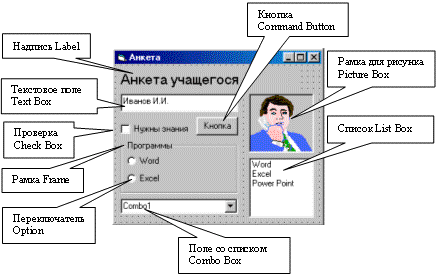 Кнопка
Command Button
Надпись Label
Анкета
Анкета учащегося
Рамка для рисунка
Picture Box
Текстовое поле
Text Box
Иванов И.И.
Проверка
Check Box
Нужны знания
Кнопка
Список List Box
Программы
Рамка Frame
Word
Excel
Word
Excel
Power Point
Переключатель
Option
Combo1
Поле со списком
Combo Box